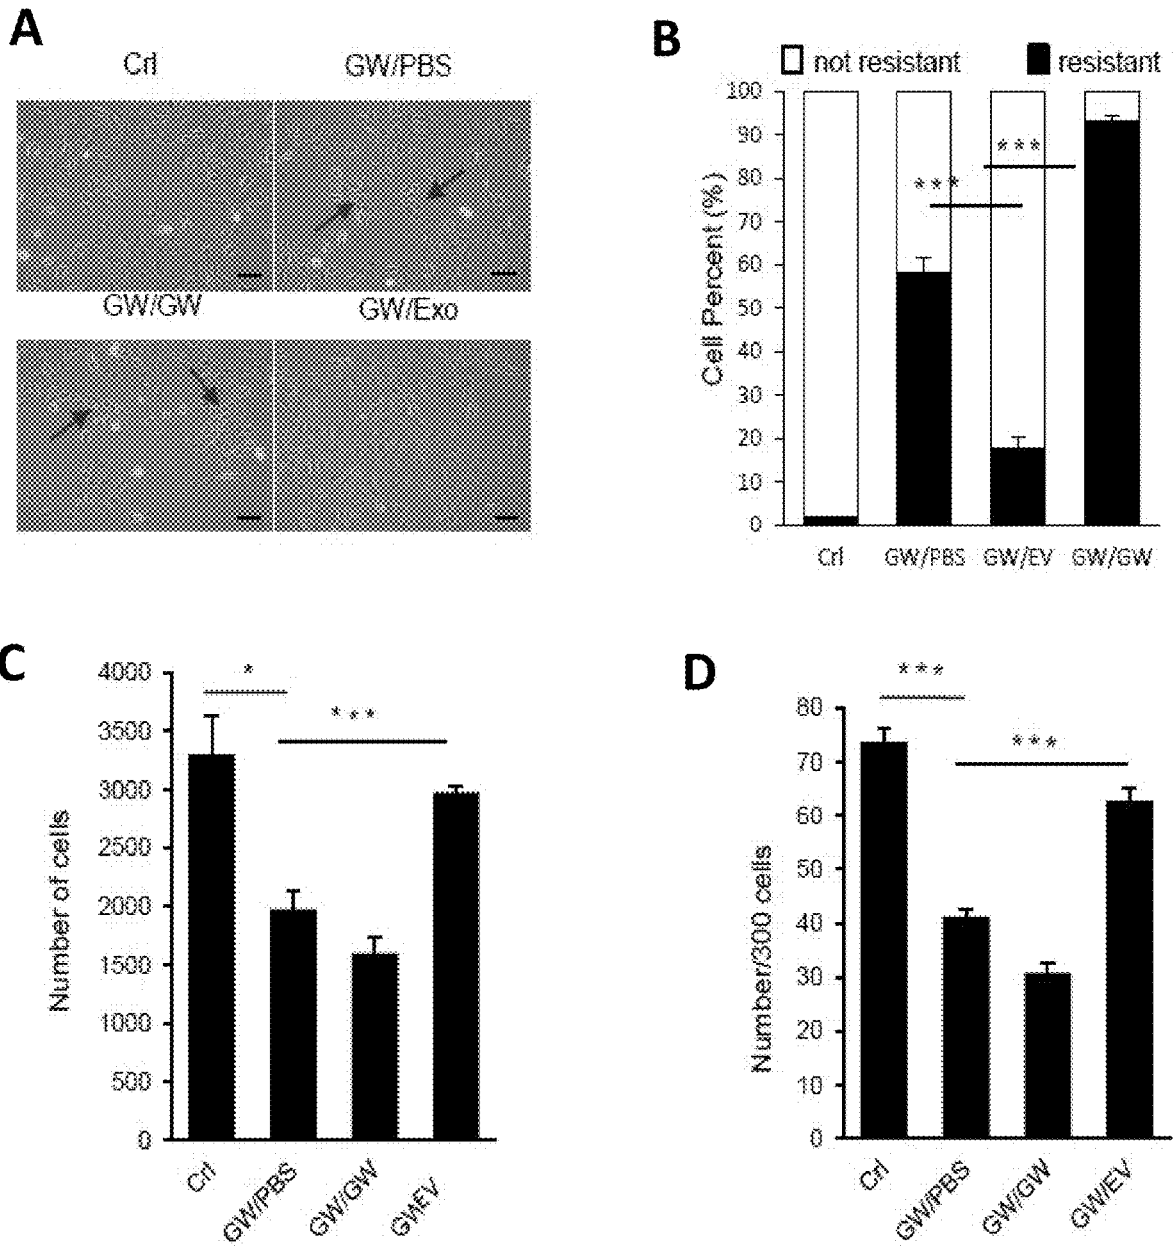 A
Crl
GW/PBS
GW/GW
GW/Exo
B
not resistant
resistant
***
***
Cell Percent (%)
100
90
80
70
60
50
40
30
20
10
0
Crl
GW/PBS
GW/EV
GW/GW
C
*
***
Number of cells
4000
3500
3000
2500
2000
1500
1000
500
0
Crl
GW/PBS
GW/GW
GW/EV
D
***
***
Number/300 cells
80
70
60
50
40
30
20
10
0
Crl
GW/PBS
GW/GW
GW/EV